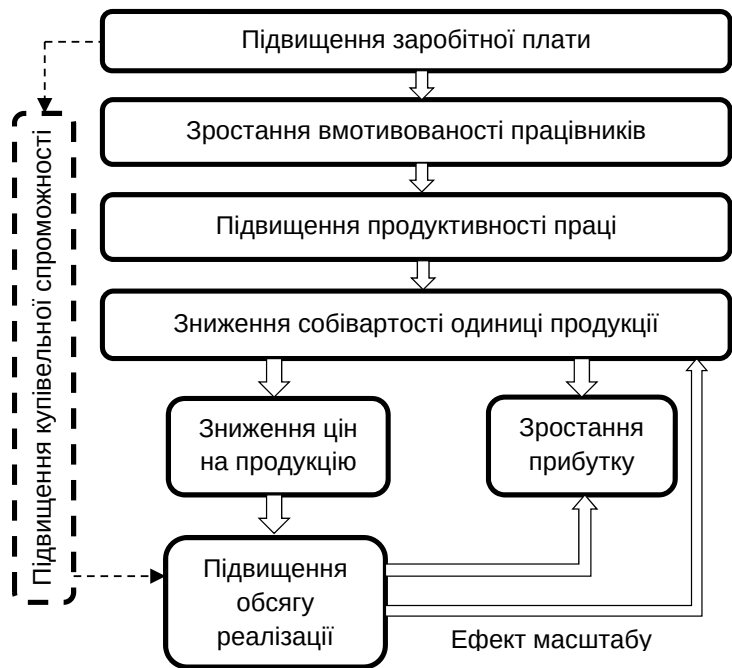 Підвищення заробітної плати
Зростання вмотивованості працівників
Підвищення продуктивності праці
Зниження собівартості одиниці продукції
Підвищення купівельної спроможності
Зниження цін
на продукцію
Зростання
прибутку
Підвищення
обсягу
реалізації
Ефект масштабу